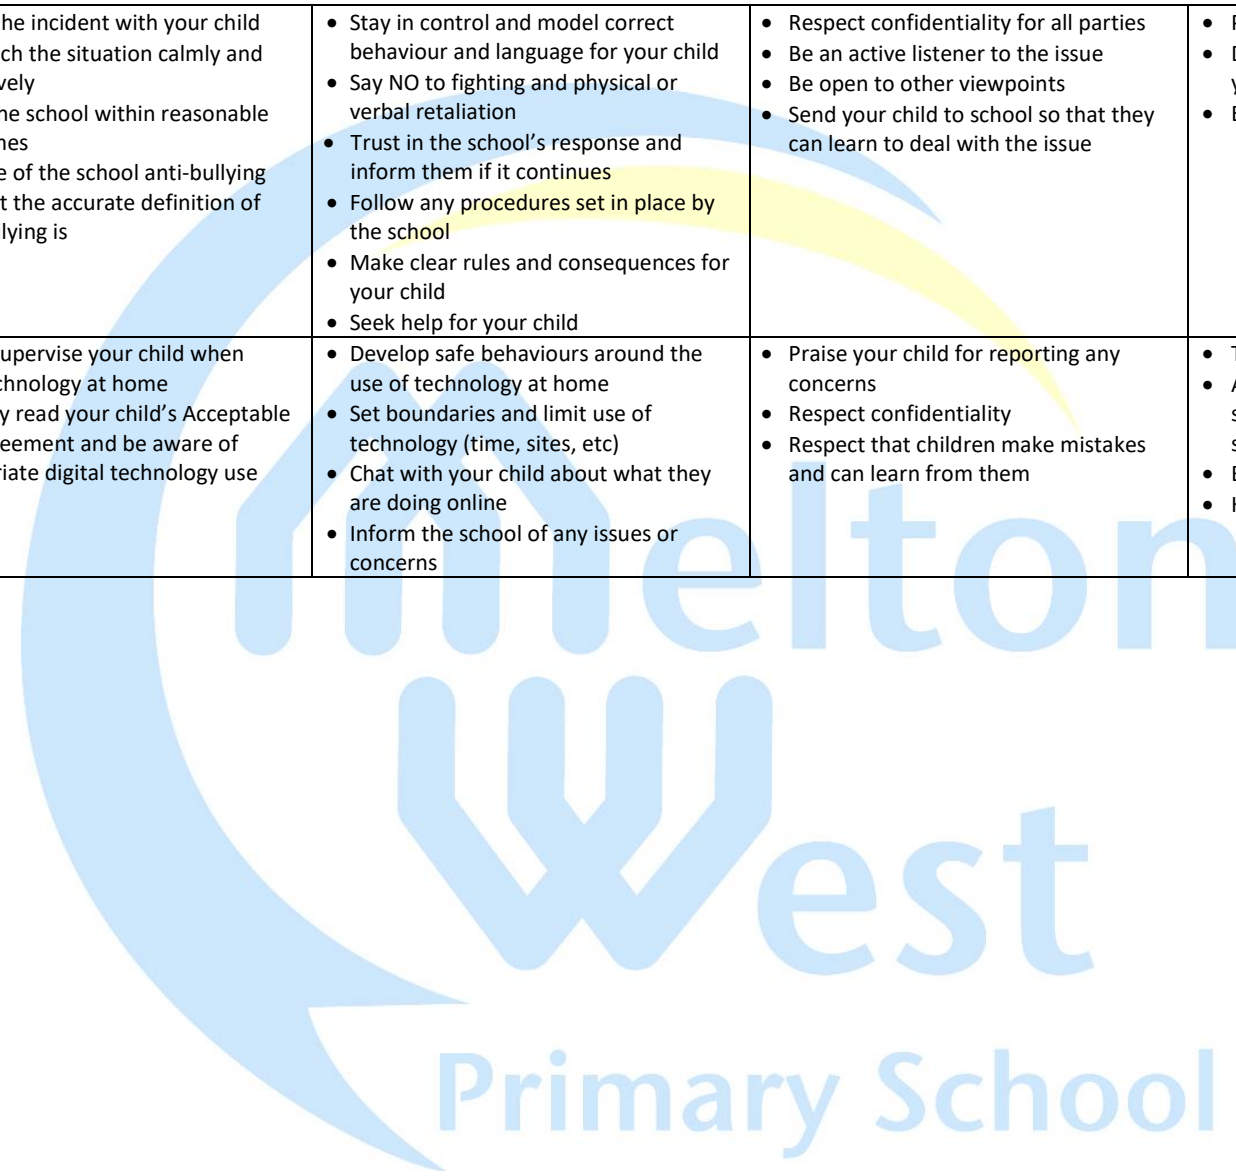 he incident with your child
ch the situation calmly and
vely
he school within reasonable
nes
e of the school anti-bullying
t the accurate definition of
lying is
• Stay in control and model correct
behaviour and language for your child
• Say NO to fighting and physical or
verbal retaliation
• Trust in the school’s response and
inform them if it continues
• Follow any procedures set in place by
the school
• Make clear rules and consequences for
your child
• Seek help for your child
• Respect confidentiality for all parties
• Be an active listener to the issue
• Be open to other viewpoints
• Send your child to school so that they
can learn to deal with the issue
upervise your child when
chnology at home
y read your child’s Acceptable
eement and be aware of
riate digital technology use
• Develop safe behaviours around the
use of technology at home
• Set boundaries and limit use of
technology (time, sites, etc)
• Chat with your child about what they
are doing online
• Inform the school of any issues or
concerns
• Praise your child for reporting any
concerns
• Respect confidentiality
• Respect that children make mistakes
and can learn from them
Melton
West
Primary School